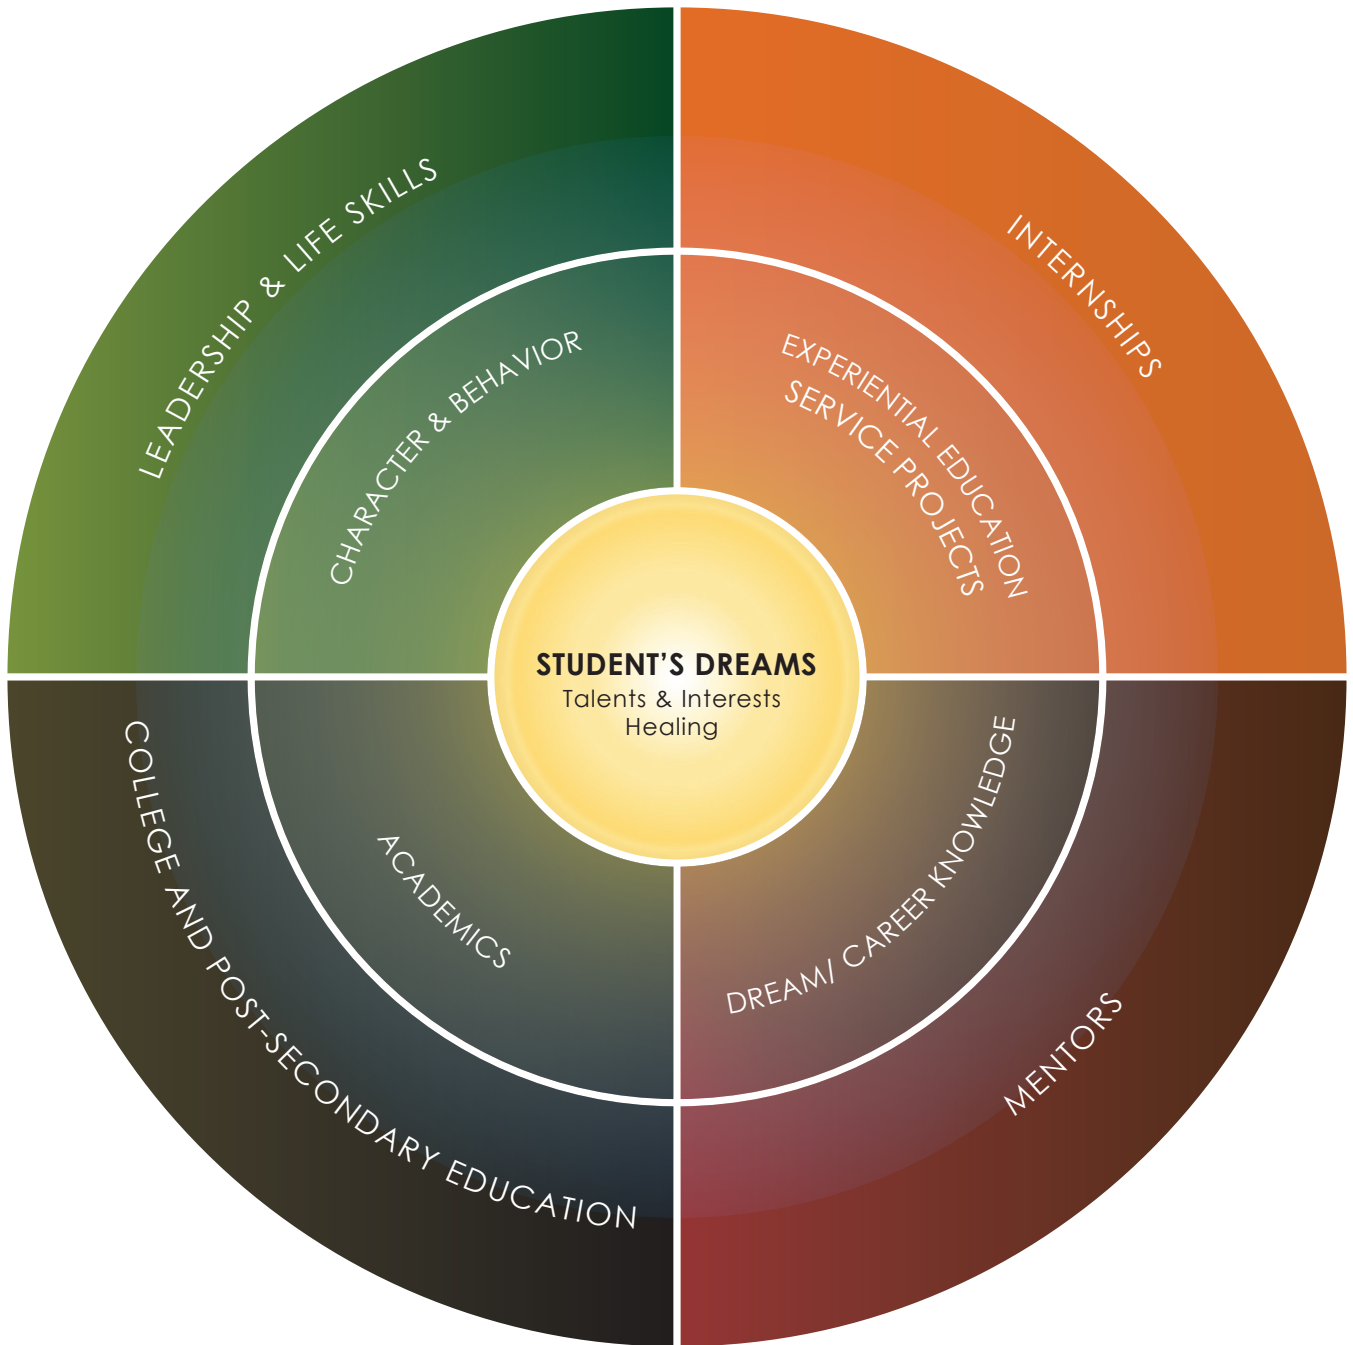 LEADERSHIP & LIFE SKILLS
INTERNSHIPS
CHARACTER & BEHAVIOR
EXPERIENTIAL EDUCATION
SERVICE PROJECTS
STUDENT’S DREAMS
Talents & Interests
Healing
ACADEMICS
DREAM/ CAREER KNOWLEDGE
COLLEGE AND POST-SECONDARY EDUCATION
MENTORS